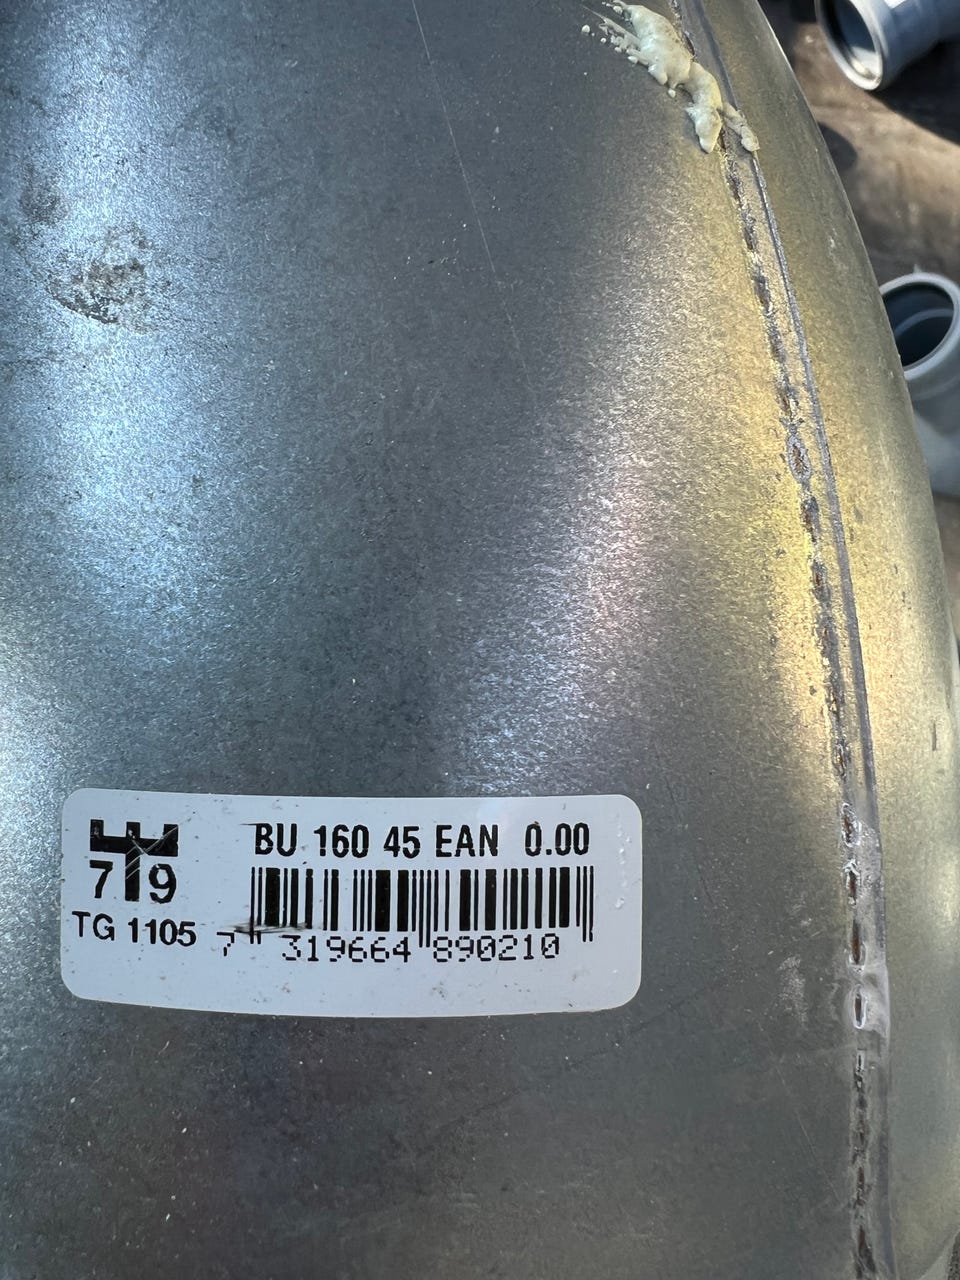 BU 160 45 EAN 0.00
7 9
TG 1105
7 319664 890210